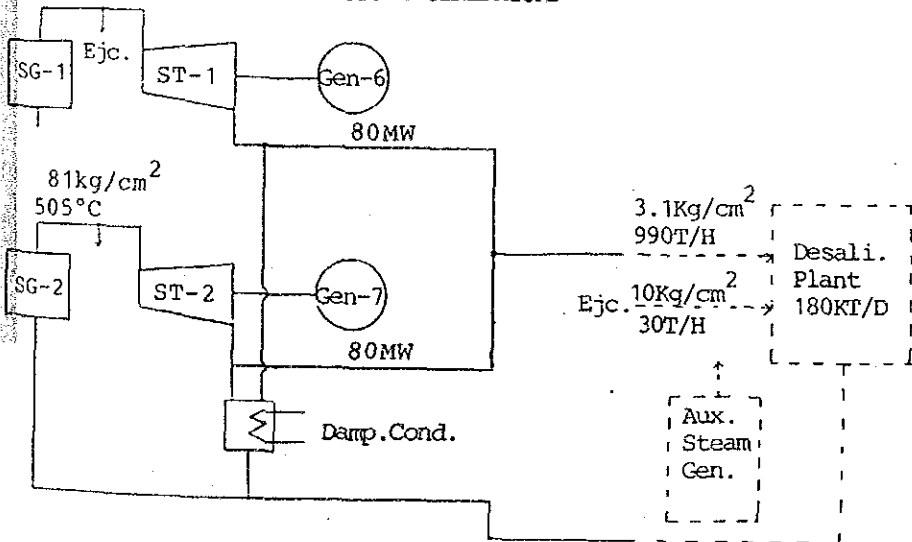 Ejc.
SG-1
ST-1
Gen-6
80MW
81kg/cm2
505°C
3.1Kg/cm2
990T/H
Desali.
Plant
180KT/D
SG-2
ST-2
Gen-7
Ejc. 10Kg/cm2
30T/H
80MW
Damp.Cond.
Aux.
Steam
Gen.